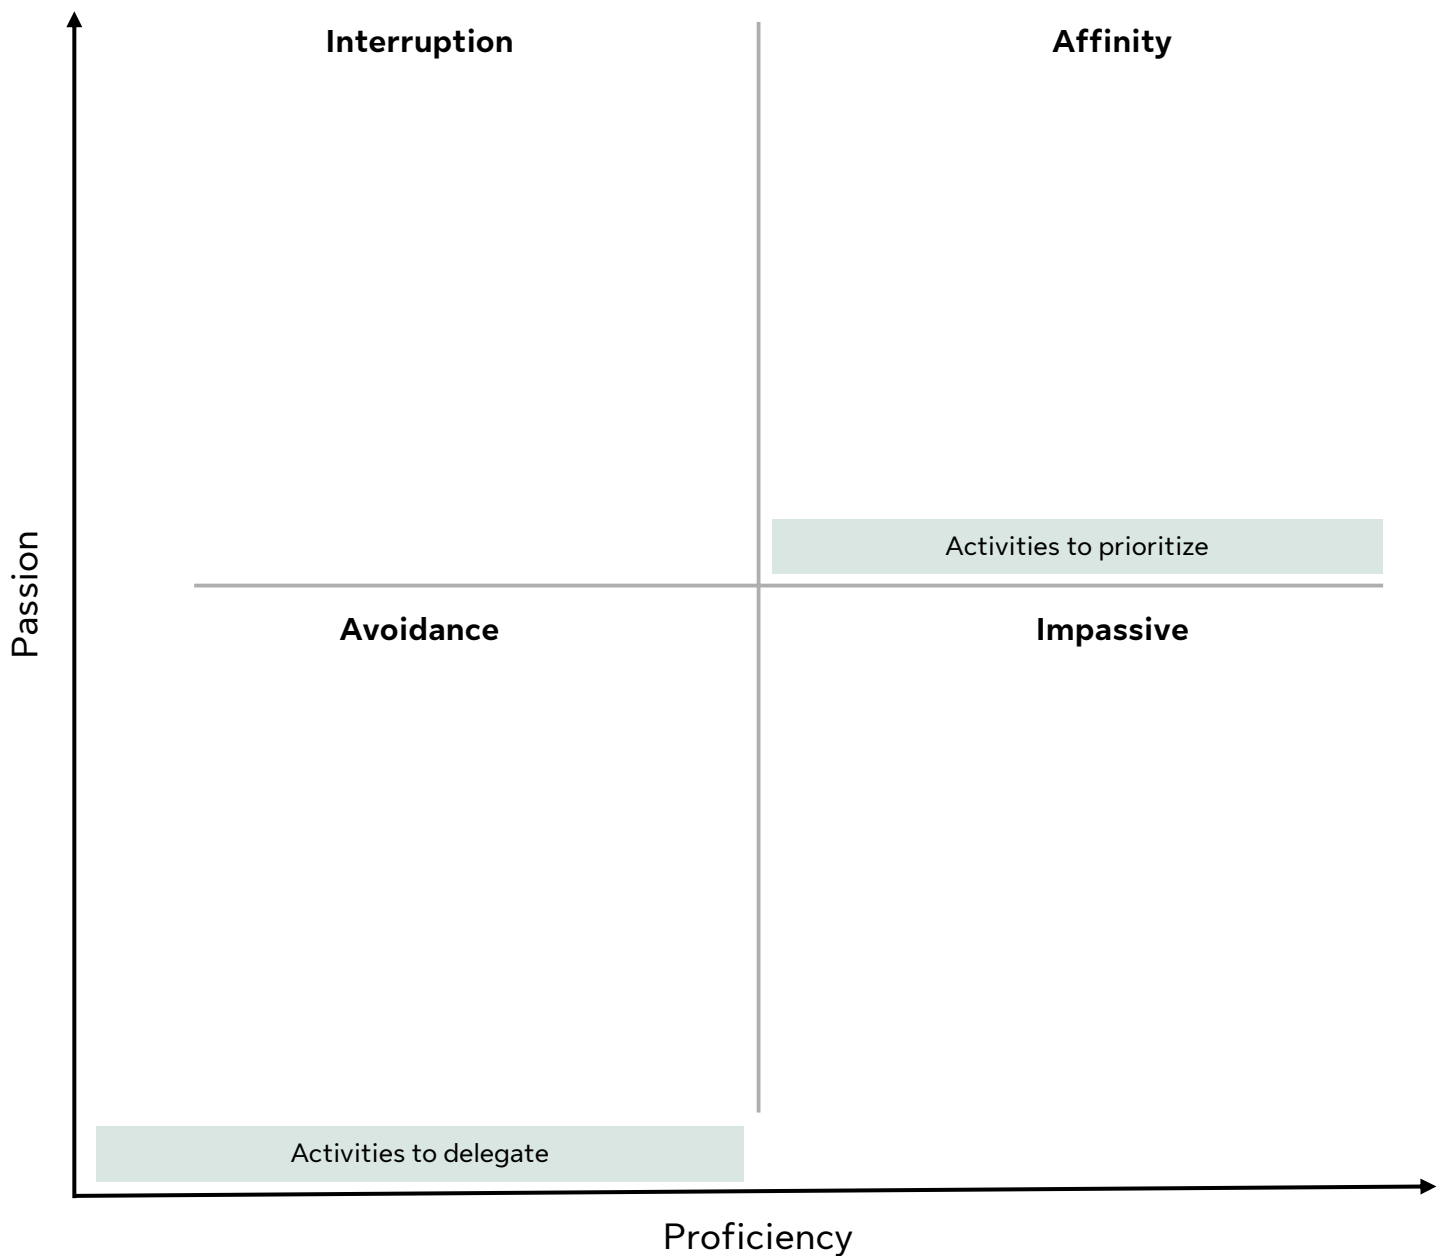 Interruption
Affinity
Activities to prioritize
Passion
Avoidance
Impassive
Activities to delegate
Proficiency